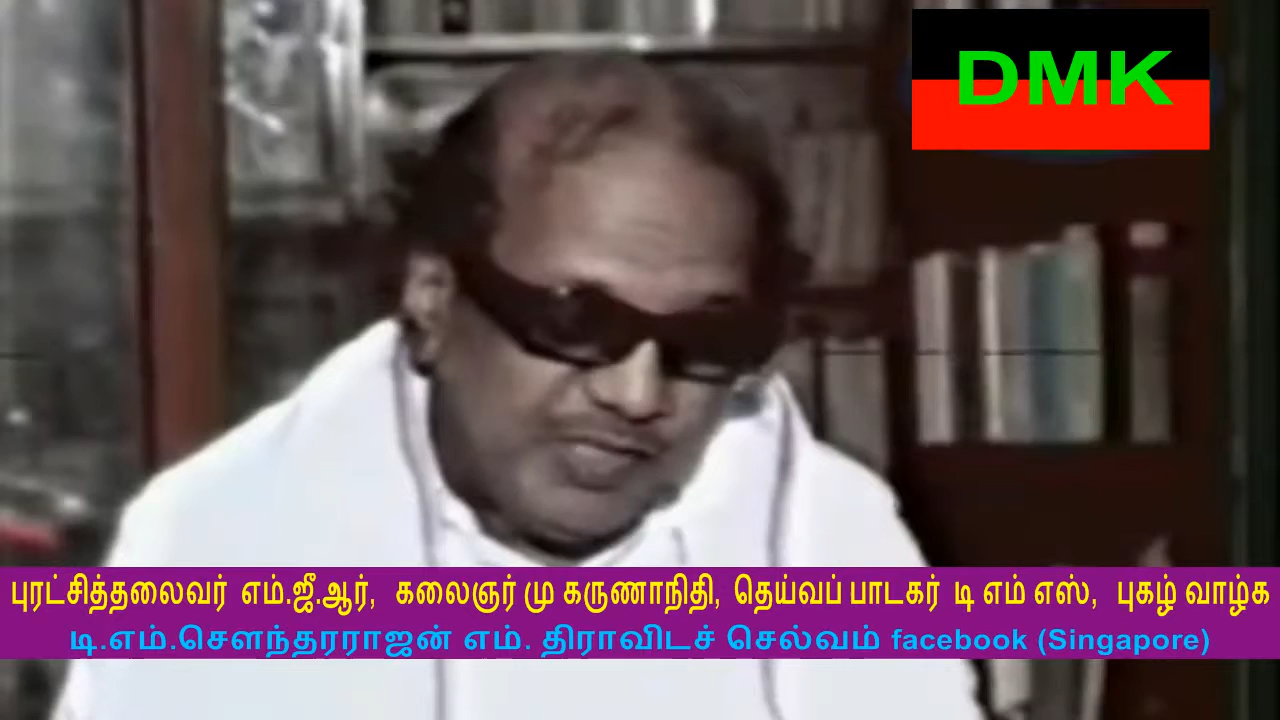 DMK
புரட்சித்தலைவர் எம்.ஜீ.ஆர், கலைஞர் மு கருணாநிதி, தெய்வப் பாடகர் டி எம் எஸ், புகழ் வாழ்க
டி.எம்.சௌந்தரராஜன் எம். திராவிடச் செல்வம் facebook (Singapore)